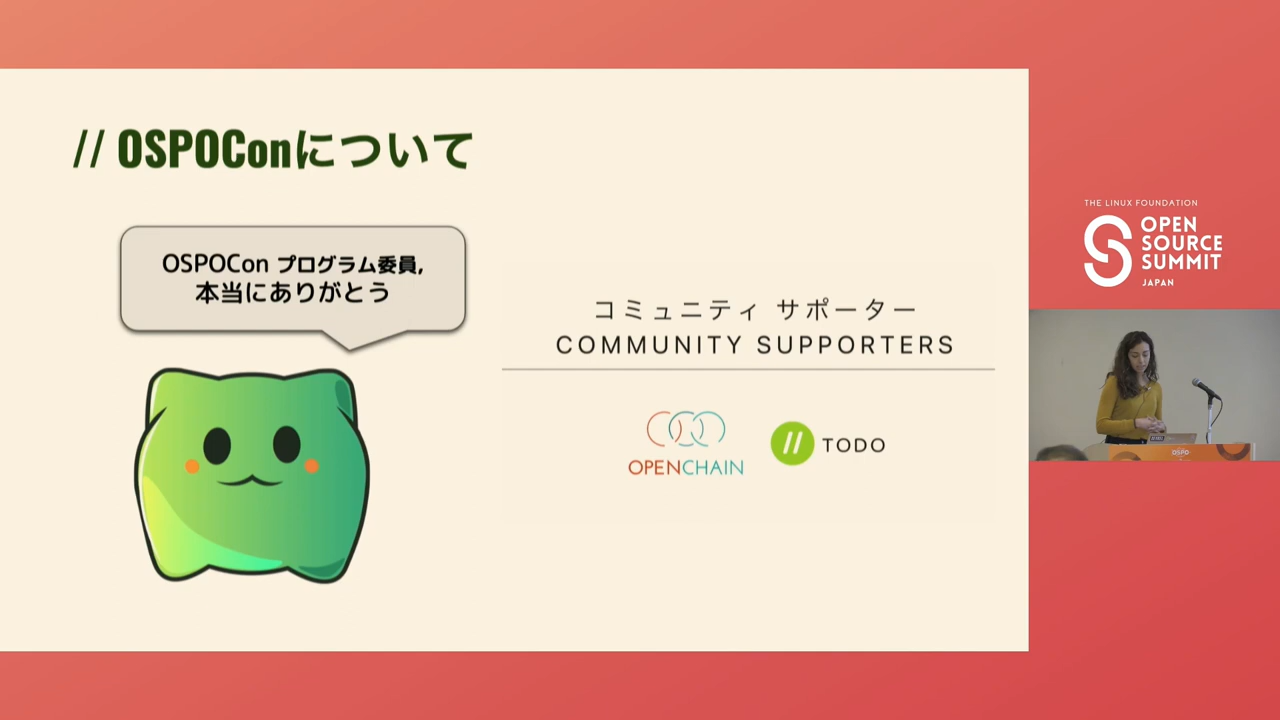 // OSPOConについて
OSPOCon プログラム委員,
本当にありがとう
コミュニティ サポーター
COMMUNITY SUPPORTERS
OPENCHAIN
// TODO
THE LINUX FOUNDATION
OPEN
SOURCE
SUMMIT
JAPAN
OSPO